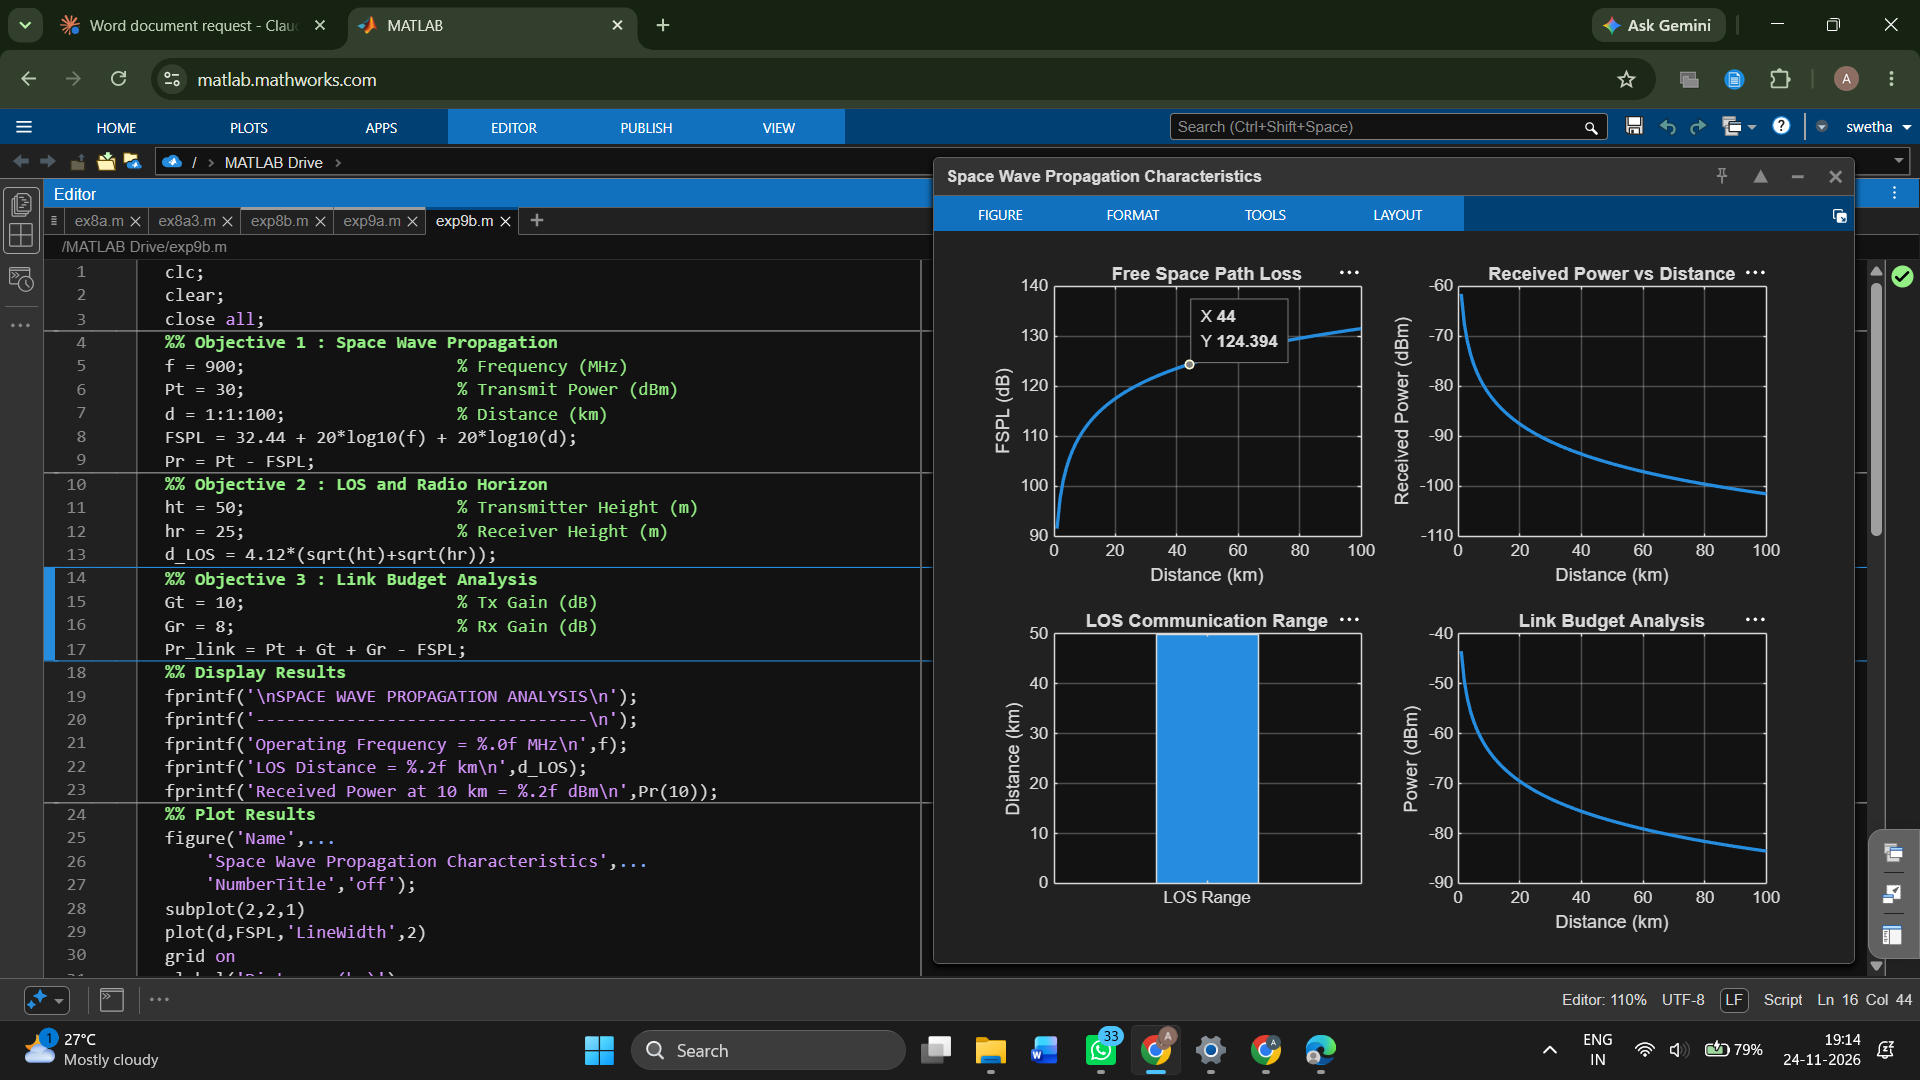 Word document request - Clau
MATLAB
Ask Gemini
matlab.mathworks.com
A
HOME PLOTS APPS EDITOR PUBLISH VIEW
Search (Ctrl+Shift+Space)
swetha
/ › MATLAB Drive ›
Editor
ex8a.m ex8a3.m exp8b.m exp9a.m exp9b.m
/MATLAB Drive/exp9b.m
1 clc;
2 clear;
3 close all;
4 %% Objective 1 : Space Wave Propagation
5 f = 900; % Frequency (MHz)
6 Pt = 30; % Transmit Power (dBm)
7 d = 1:1:100; % Distance (km)
8 FSPL = 32.44 + 20*log10(f) + 20*log10(d);
9 Pr = Pt - FSPL;
10 %% Objective 2 : LOS and Radio Horizon
11 ht = 50; % Transmitter Height (m)
12 hr = 25; % Receiver Height (m)
13 d_LOS = 4.12*(sqrt(ht)+sqrt(hr));
14 %% Objective 3 : Link Budget Analysis
15 Gt = 10; % Tx Gain (dB)
16 Gr = 8; % Rx Gain (dB)
17 Pr_link = Pt + Gt + Gr - FSPL;
18 %% Display Results
19 fprintf('\nSPACE WAVE PROPAGATION ANALYSIS\n');
20 fprintf('---------------------------------\n');
21 fprintf('Operating Frequency = %.0f MHz\n',f);
22 fprintf('LOS Distance = %.2f km\n',d_LOS);
23 fprintf('Received Power at 10 km = %.2f dBm\n',Pr(10));
24 %% Plot Results
25 figure('Name',...
26 'Space Wave Propagation Characteristics',...
27 'NumberTitle','off');
28 subplot(2,2,1)
29 plot(d,FSPL,'LineWidth',2)
30 grid on
Space Wave Propagation Characteristics
FIGURE FORMAT TOOLS LAYOUT
Free Space Path Loss
140
130
120
110
100
90
FSPL (dB)
X 44
Y 124.394
0 20 40 60 80 100
Distance (km)
Received Power vs Distance
-60
-70
-80
-90
-100
-110
Received Power (dBm)
0 20 40 60 80 100
Distance (km)
LOS Communication Range
50
40
30
20
10
0
Distance (km)
LOS Range
Link Budget Analysis
-40
-50
-60
-70
-80
-90
Power (dBm)
0 20 40 60 80 100
Distance (km)
Editor: 110% UTF-8 LF Script Ln 16 Col 44
1
27°C
Mostly cloudy
Search
33
A
A
ENG
IN
79%
19:14
24-11-2026